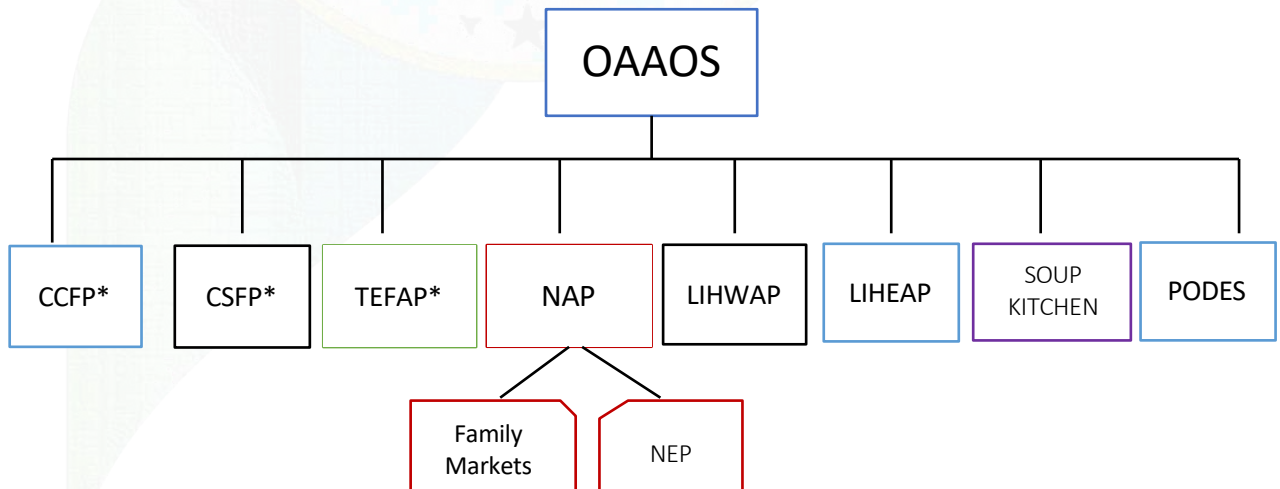 OAAOS
CCFP*
CSFP*
TEFAP*
NAP
LIHWAP
LIHEAP
SOUP
KITCHEN
PODES
Family
Markets
NEP